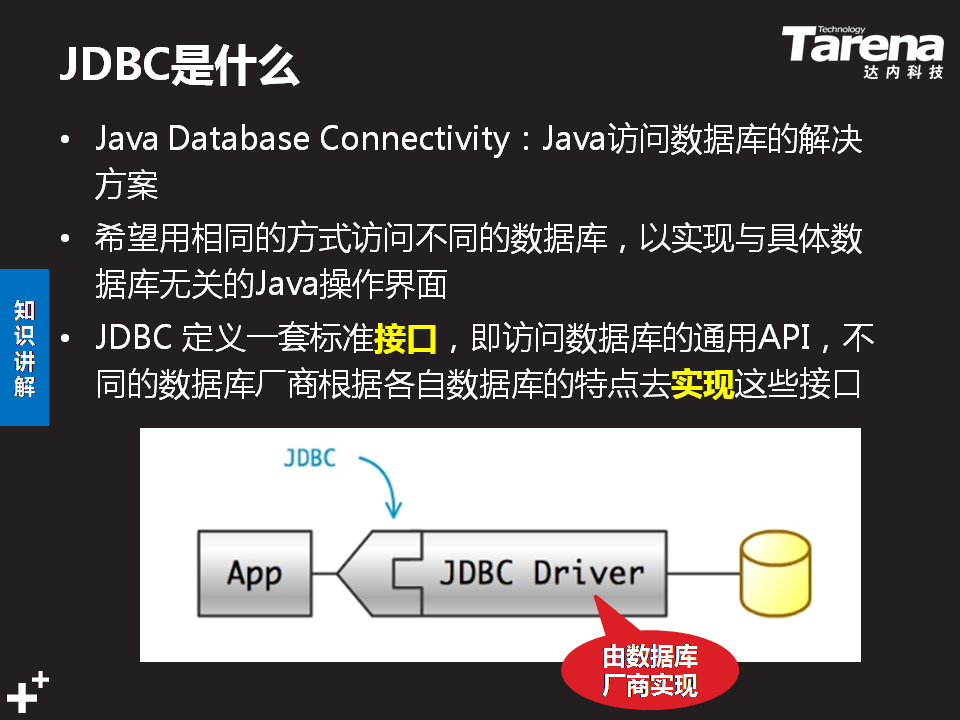 JDBC是什么
Technology
Tarena
达内科技
• Java Database Connectivity：Java访问数据库的解决
方案
• 希望用相同的方式访问不同的数据库，以实现与具体数
据库无关的Java操作界面
• JDBC 定义一套标准接口，即访问数据库的通用API，不
同的数据库厂商根据各自数据库的特点去实现这些接口
知
识
讲
解
JDBC
App
JDBC Driver
由数据库
厂商实现